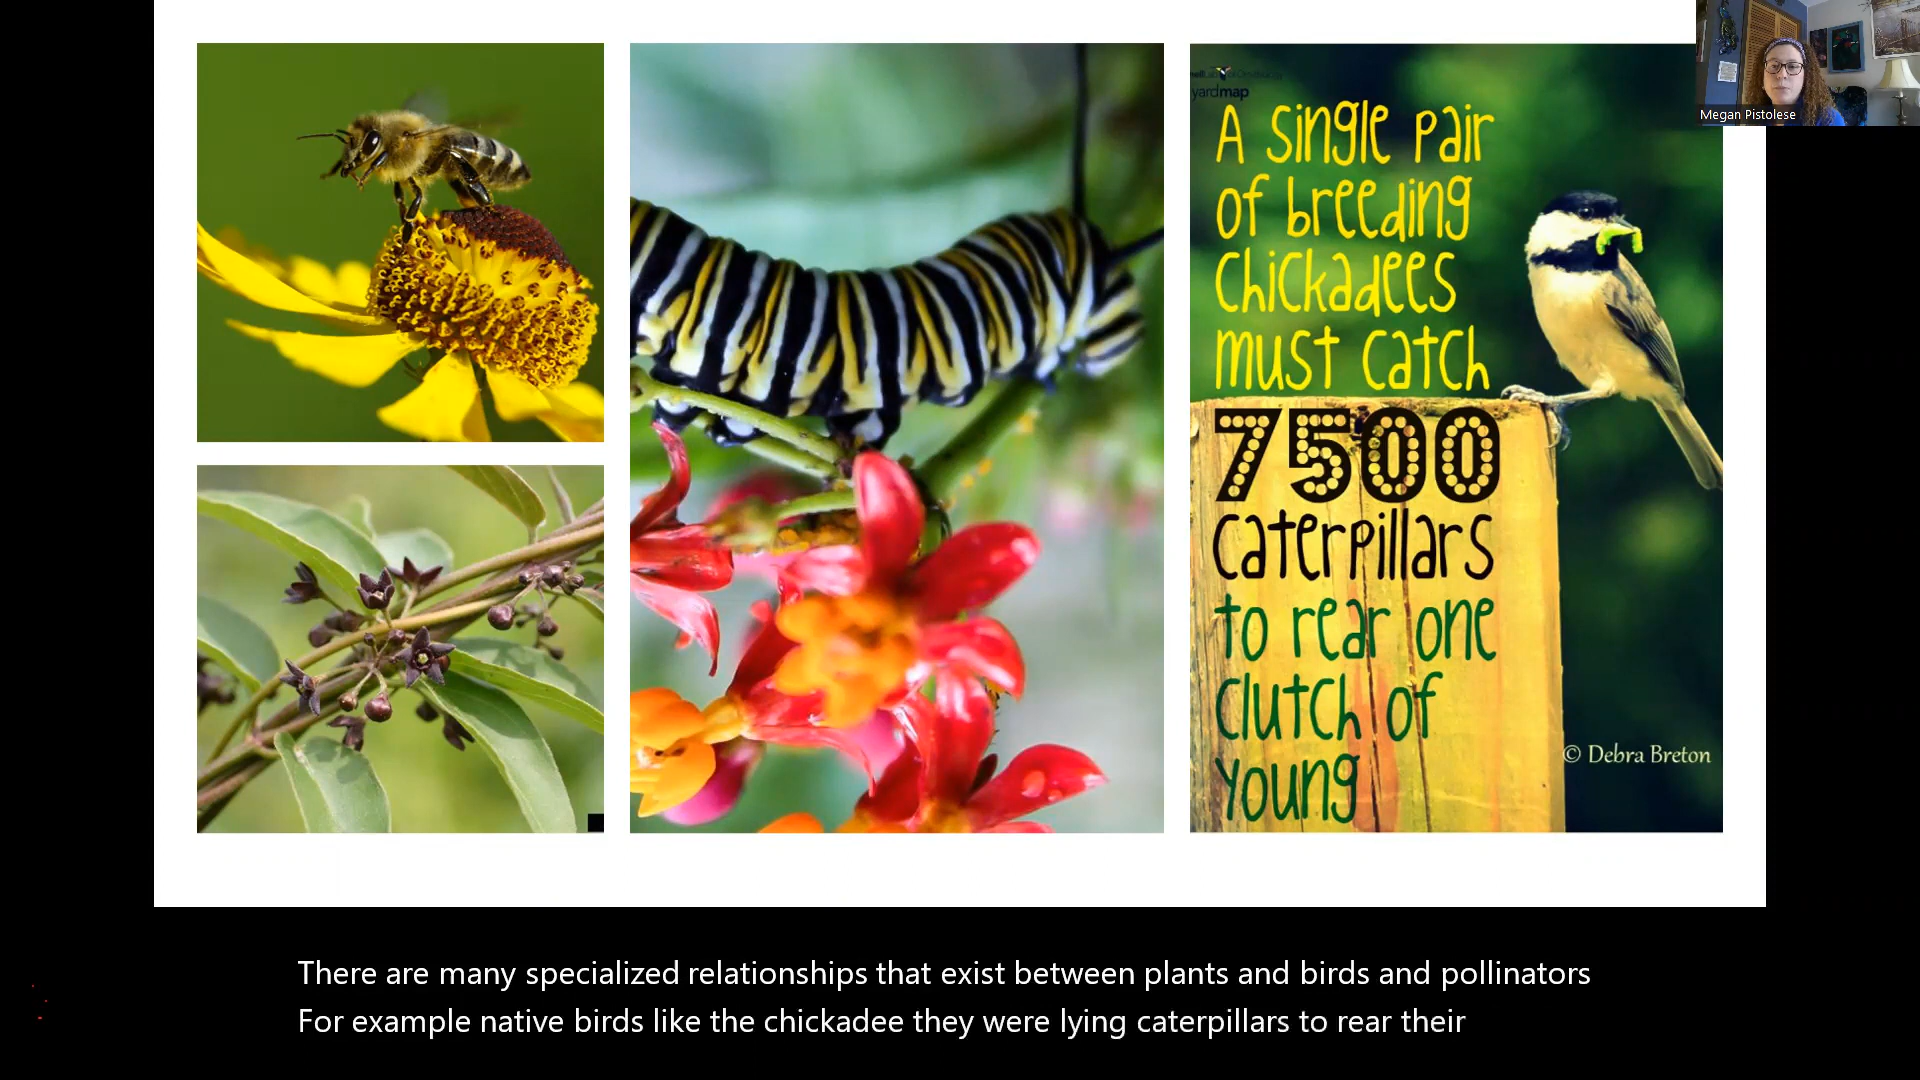 yardmap
A single pair
of breeding
chickadees
must catch
7500
caterpillars
to rear one
clutch of
young
© Debra Breton
Megan Pistolese
There are many specialized relationships that exist between plants and birds and pollinators
For example native birds like the chickadee they were lying caterpillars to rear their